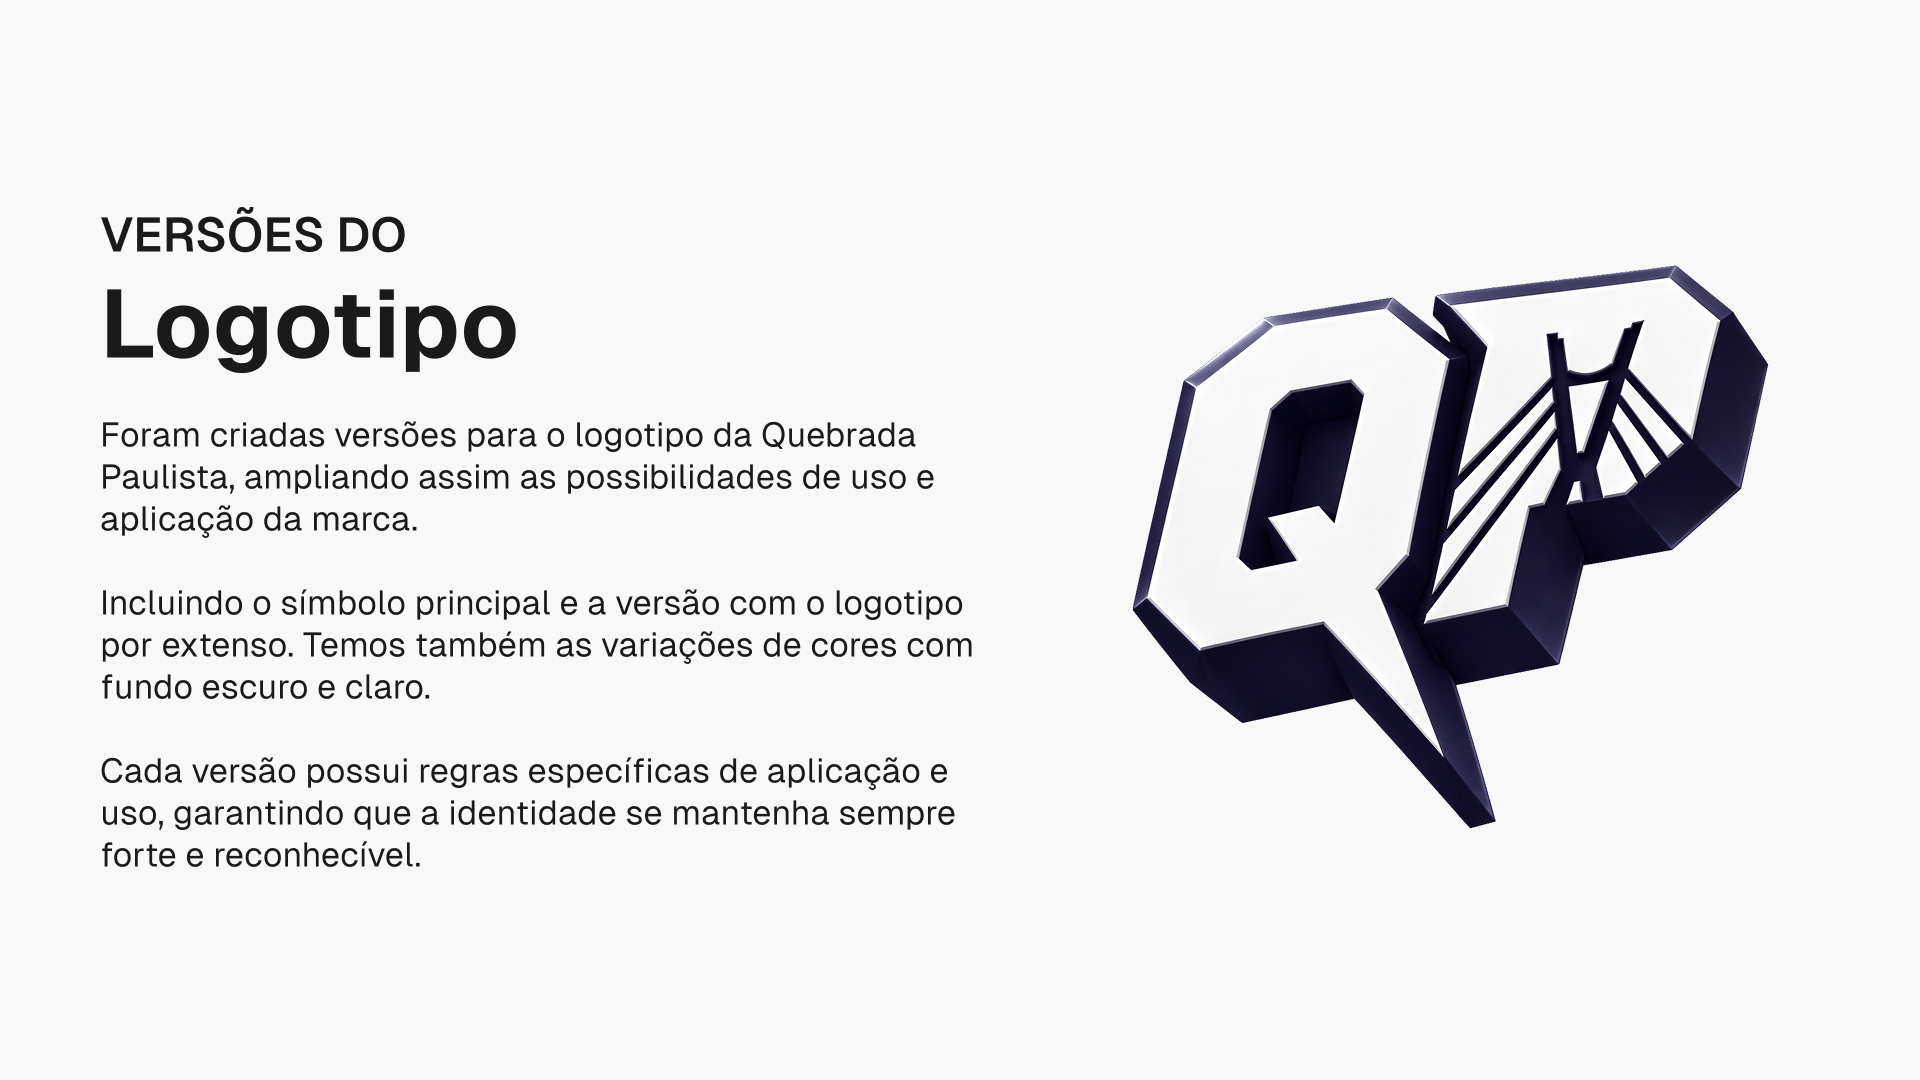 VERSÕES DO
Logotipo
Foram criadas versões para o logotipo da Quebrada
Paulista, ampliando assim as possibilidades de uso e
aplicação da marca.
Incluindo o símbolo principal e a versão com o logotipo
por extenso. Temos também as variações de cores com
fundo escuro e claro.
Cada versão possui regras específicas de aplicação e
uso, garantindo que a identidade se mantenha sempre
forte e reconhecível.
QP